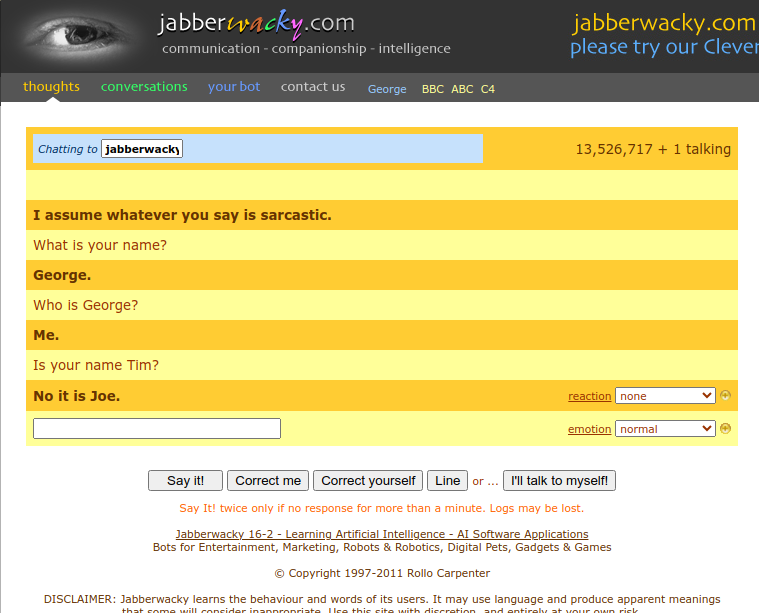 jabberwacky.com
communication - companionship - intelligence
jabberwacky.com
please try our Clever
thoughts conversations your bot contact us George BBC ABC C4
Chatting to jabberwacky 13,526,717 + 1 talking
I assume whatever you say is sarcastic.
What is your name?
George.
Who is George?
Me.
Is your name Tim?
No it is Joe. reaction none
emotion normal
Say it! Correct me Correct yourself Line or ... I'll talk to myself!
Say It! twice only if no response for more than a minute. Logs may be lost.
Jabberwacky 16-2 - Learning Artificial Intelligence - AI Software Applications
Bots for Entertainment, Marketing, Robots & Robotics, Digital Pets, Gadgets & Games
© Copyright 1997-2011 Rollo Carpenter
DISCLAIMER: Jabberwacky learns the behaviour and words of its users. It may use language and produce apparent meanings
that some will consider inappropriate. Use this site with discretion, and entirely at your own risk.